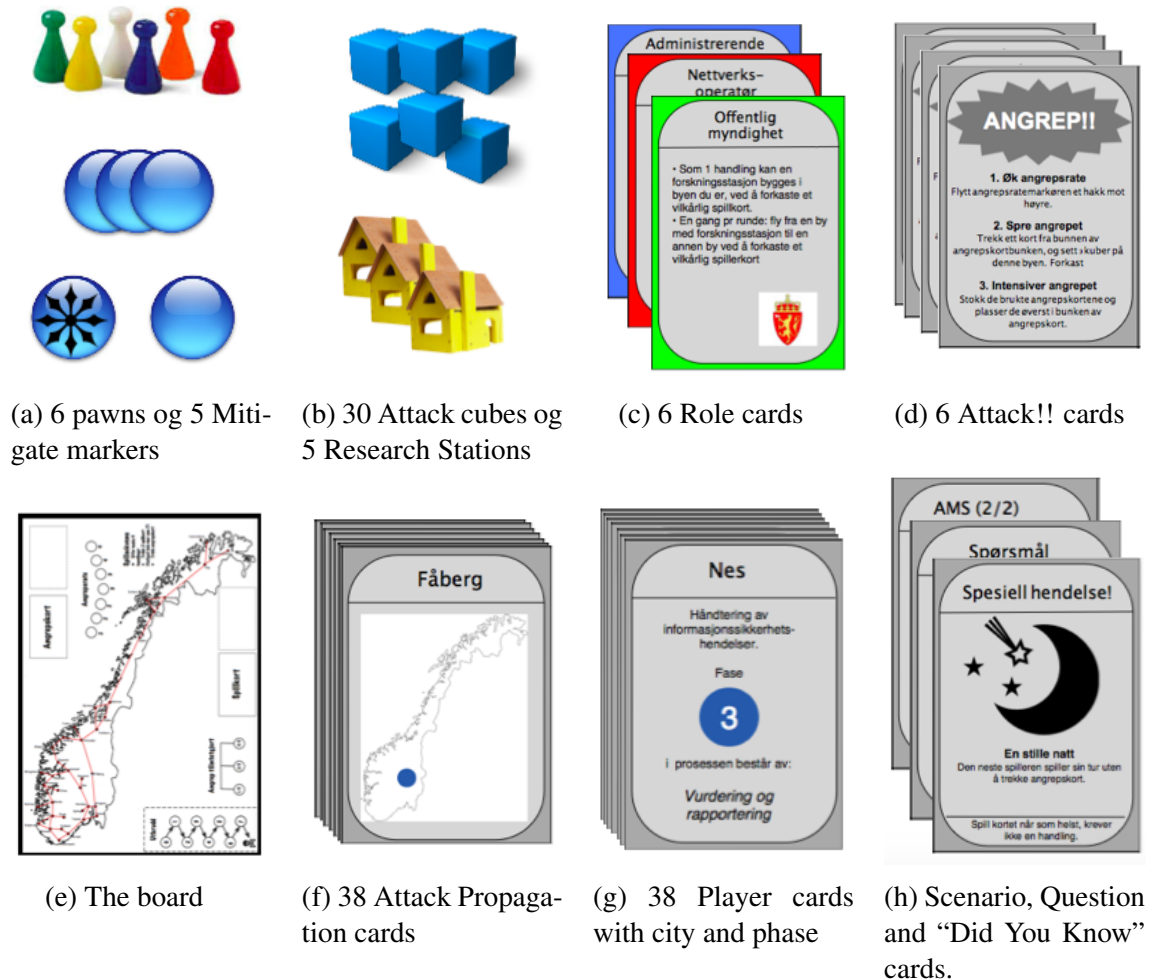 Administrerende
Nettverks-
operatør
Offentlig
myndighet
• Som 1 handling kan en
forskningsstasjon bygges i
byen du er, ved å forkaste et
vilkårlig spillkort.
• En gang pr runde: fly fra en by
med forskningsstasjon til en
annen by ved å forkaste et
vilkårlig spillerkort
ANGREP!!
1. Øk angrepsrate
Flytt angrepsratemarkøren et hakk mot
høyre.
2. Spre angrepet
Trekk ett kort fra bunnen av
angrepskortbunken, og sett kuber på
denne byen. Forkast
3. Intensiver angrepet
Stokk de brukte angrepskortene og
plasser de øverst i bunken av
angrepskort.
(a) 6 pawns og 5 Miti-
gate markers
(b) 30 Attack cubes og
5 Research Stations
(c) 6 Role cards
(d) 6 Attack!! cards
Angrepskort
Angrepsrate
Spillkort
Utbrudd
Fåberg
Nes
Håndtering av
informasjonssikkerhets-
hendelser.
Fase
3
i prosessen består av:
Vurdering og
rapportering
AMS (2/2)
Spørsmål
Spesiell hendelse!
En stille natt
Den neste spilleren spiller sin tur uten
å trekke angrepskort.
Spill kortet når som helst, krever
ikke en handling.
(e) The board
(f) 38 Attack Propaga-
tion cards
(g) 38 Player cards
with city and phase
(h) Scenario, Question
and “Did You Know”
cards.